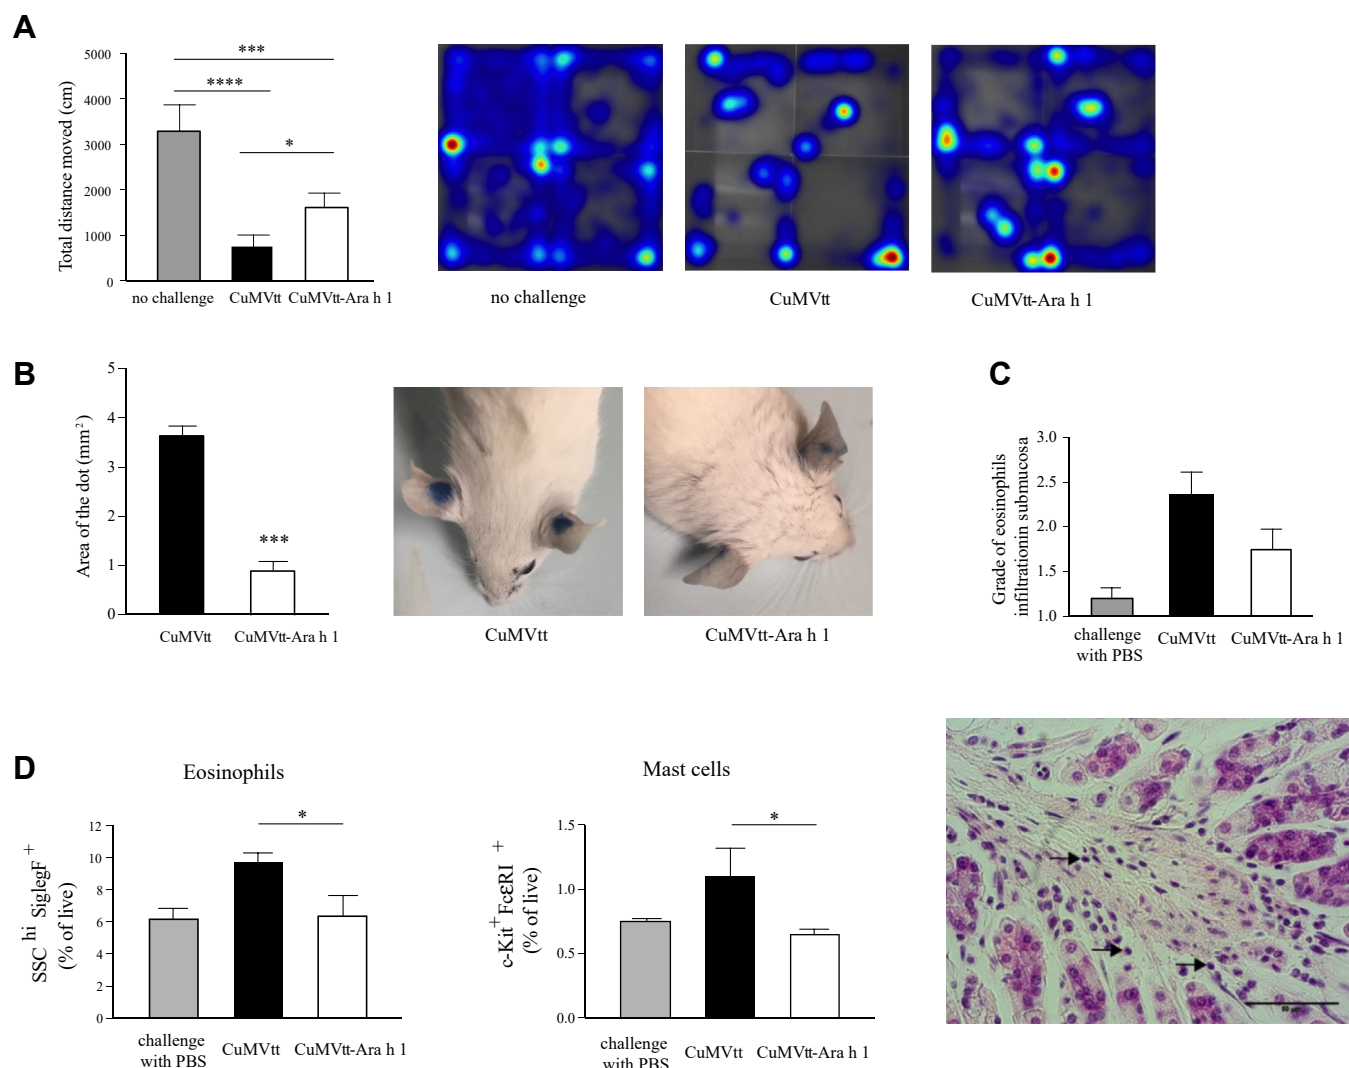 A
Total distance moved (cm)
5000
4000
3000
2000
1000
0
***
****
*
no challenge
CuMVtt
CuMVtt-Ara h 1
no challenge
CuMVtt
CuMVtt-Ara h 1
B
Area of the dot (mm2)
5
4
3
2
1
0
***
CuMVtt
CuMVtt-Ara h 1
CuMVtt
CuMVtt-Ara h 1
C
Grade of eosinophils
infiltrationin submucosa
3.0
2.5
2.0
1.5
1.0
challenge
with PBS
CuMVtt
CuMVtt-Ara h 1
D
Eosinophils
SSC hi SiglegF+
(% of live)
12
10
8
6
4
2
0
*
challenge
with PBS
CuMVtt
CuMVtt-Ara h 1
Mast cells
c-Kit+ FcεRI +
(% of live)
1.5
1.0
0.5
0.0
*
challenge
with PBS
CuMVtt
CuMVtt-Ara h 1